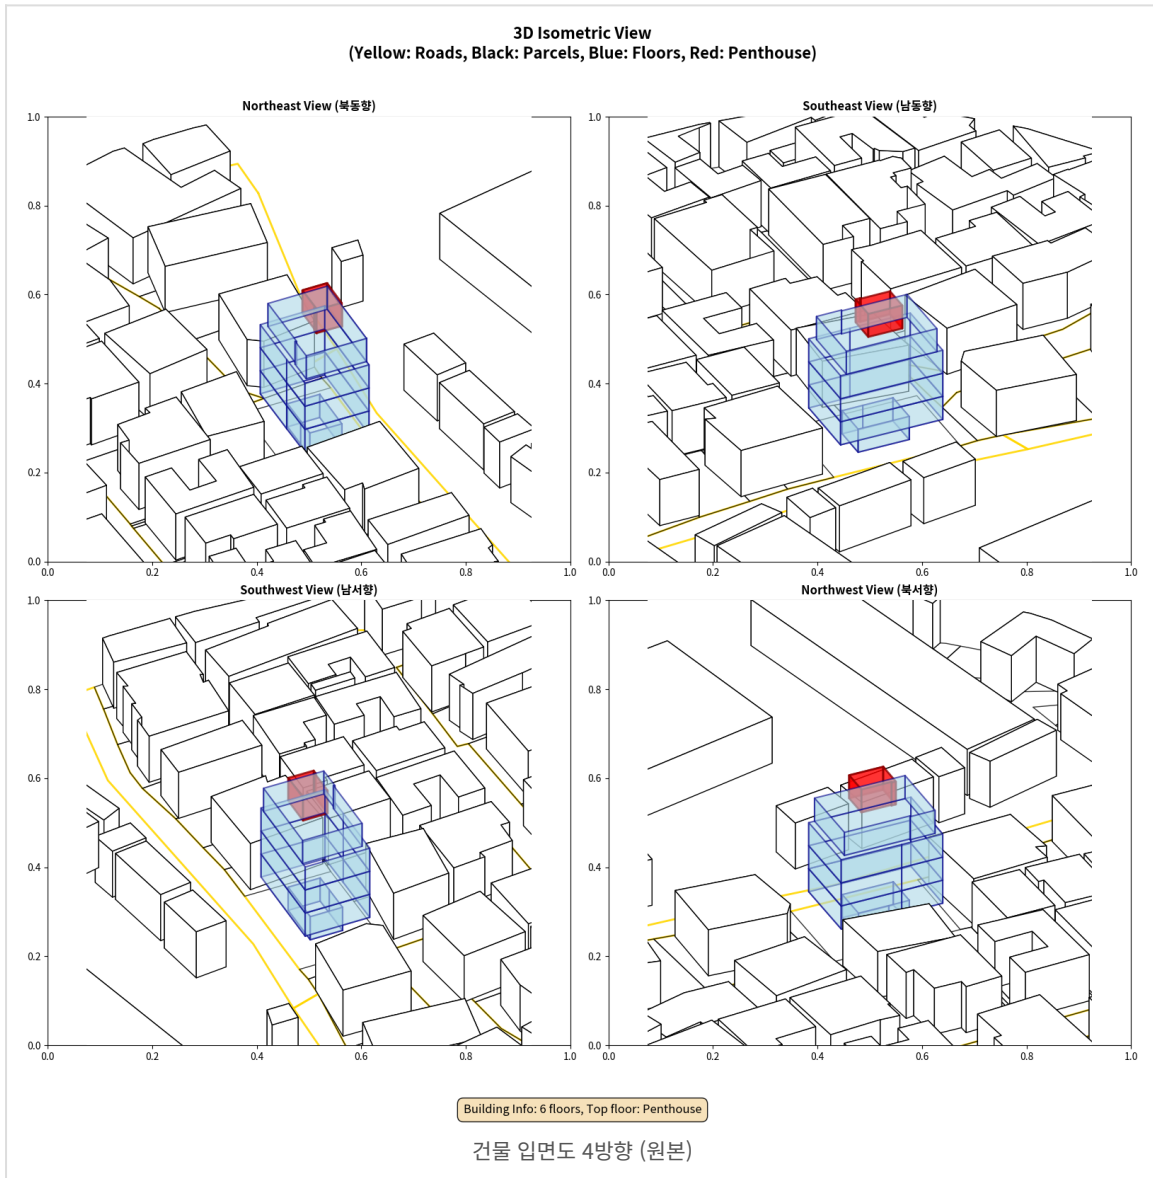 3D Isometric View
(Yellow: Roads, Black: Parcels, Blue: Floors, Red: Penthouse)
Northeast View (북동향)
1.0
0.8
0.6
0.4
0.2
0.0
0.0 0.2 0.4 0.6 0.8 1.0
Southeast View (남동향)
1.0
0.8
0.6
0.4
0.2
0.0
0.0 0.2 0.4 0.6 0.8 1.0
Southwest View (남서향)
1.0
0.8
0.6
0.4
0.2
0.0
0.0 0.2 0.4 0.6 0.8 1.0
Northwest View (북서향)
1.0
0.8
0.6
0.4
0.2
0.0
0.0 0.2 0.4 0.6 0.8 1.0
Building Info: 6 floors, Top floor: Penthouse
건물 입면도 4방향 (원본)